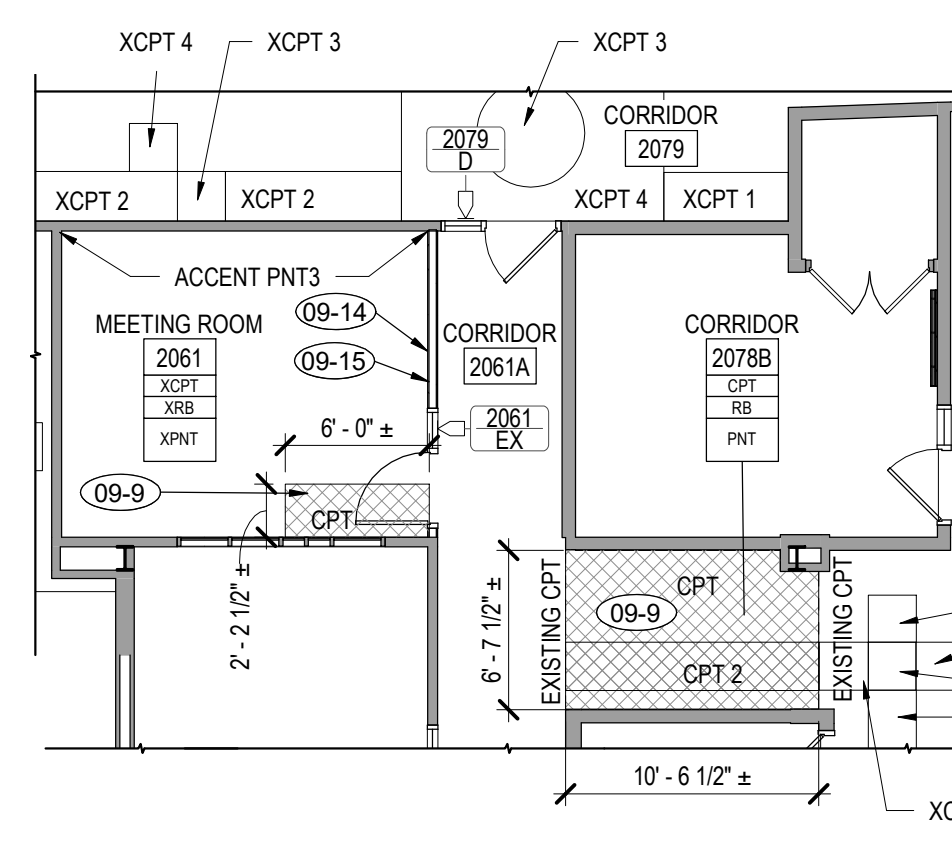 XCPT 4
XCPT 3
XCPT 3
CORRIDOR
2079
2079
D
XCPT 2
XCPT 2
XCPT 4
XCPT 1
ACCENT PNT3
09-14
MEETING ROOM
2061
XCPT
XRB
XPNT
09-15
CORRIDOR
2061A
CORRIDOR
2078B
CPT
RB
PNT
6' - 0" ±
2061
EX
09-9
CPT
2' - 2 1/2" ±
6' - 7 1/2" ±
EXISTING CPT
CPT
09-9
CPT 2
EXISTING CPT
10' - 6 1/2" ±
XC